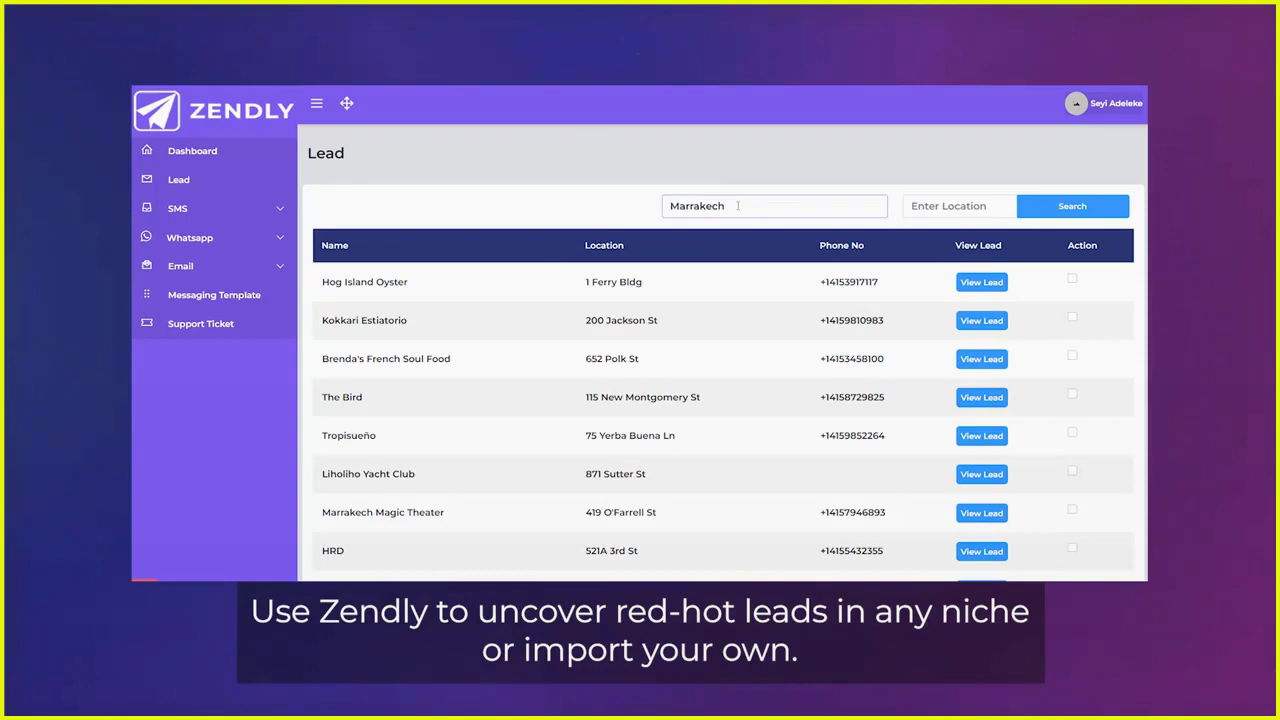 ZENDLY
Seyi Adeleke
Dashboard
Lead
SMS
Whatsapp
Email
Messaging Template
Support Ticket
Lead
Marrakech Enter Location Search
Name Location Phone No View Lead Action
Hog Island Oyster 1 Ferry Bldg +14153917117 View Lead
Kokkari Estiatorio 200 Jackson St +14159810983 View Lead
Brenda's French Soul Food 652 Polk St +14153458100 View Lead
The Bird 115 New Montgomery St +14158729825 View Lead
Tropisueño 75 Yerba Buena Ln +14159852264 View Lead
Liholiho Yacht Club 871 Sutter St View Lead
Marrakech Magic Theater 419 O'Farrell St +14157946893 View Lead
HRD 521A 3rd St +14155432355 View Lead
Use Zendly to uncover red-hot leads in any niche
or import your own.